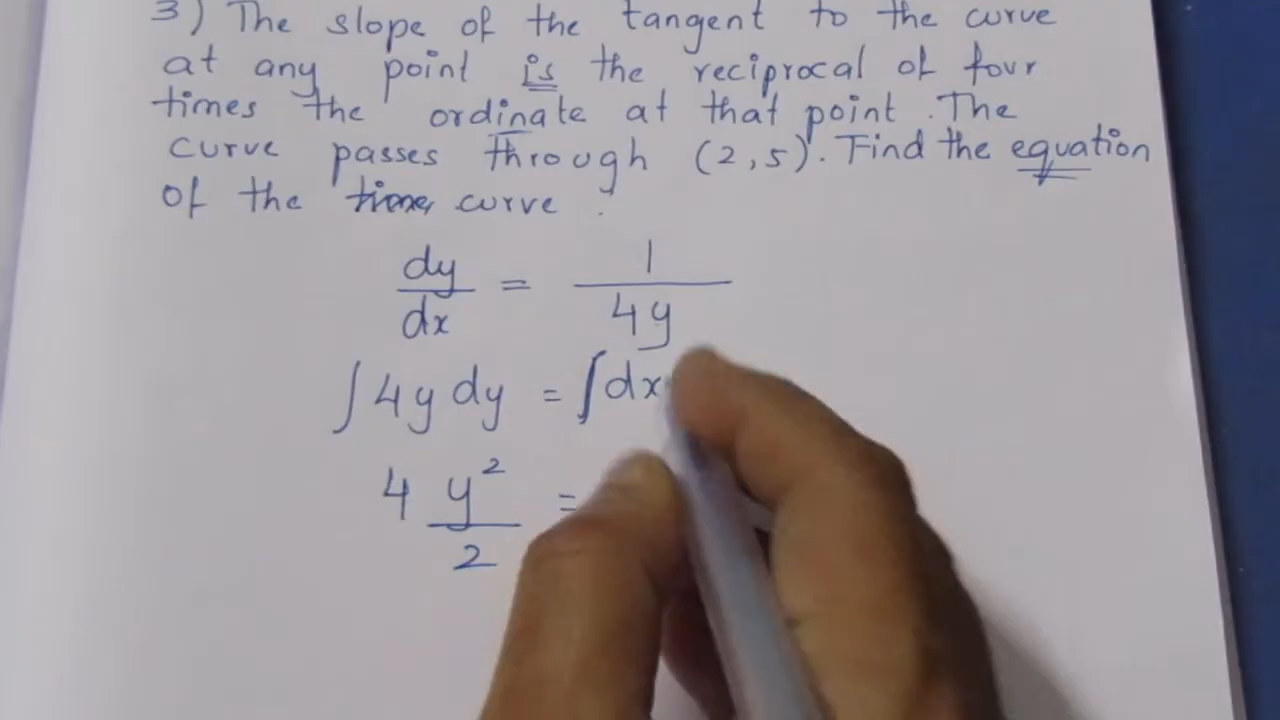 3) The slope of the tangent to the curve
at any point is the reciprocal of four
times the ordinate at that point. The
curve passes through (2,5). Find the equation
of the curve.
dy/dx = 1/4y
∫4y dy = ∫dx
4 y²/2 =